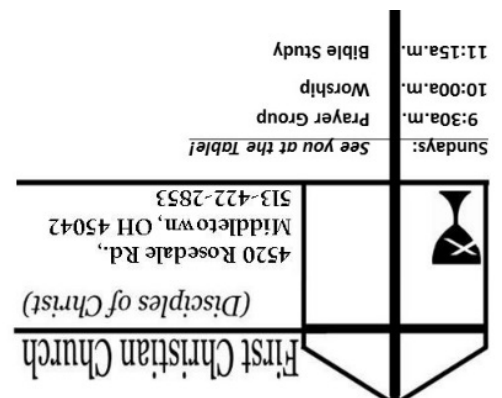 First Christian Church
(Disciples of Christ)
4520 Rosedale Rd.,
Middletown, OH 45042
513-422-2853
Sundays: See you at the Table!
9:30a.m. Prayer Group
10:00a.m. Worship
11:15a.m. Bible Study